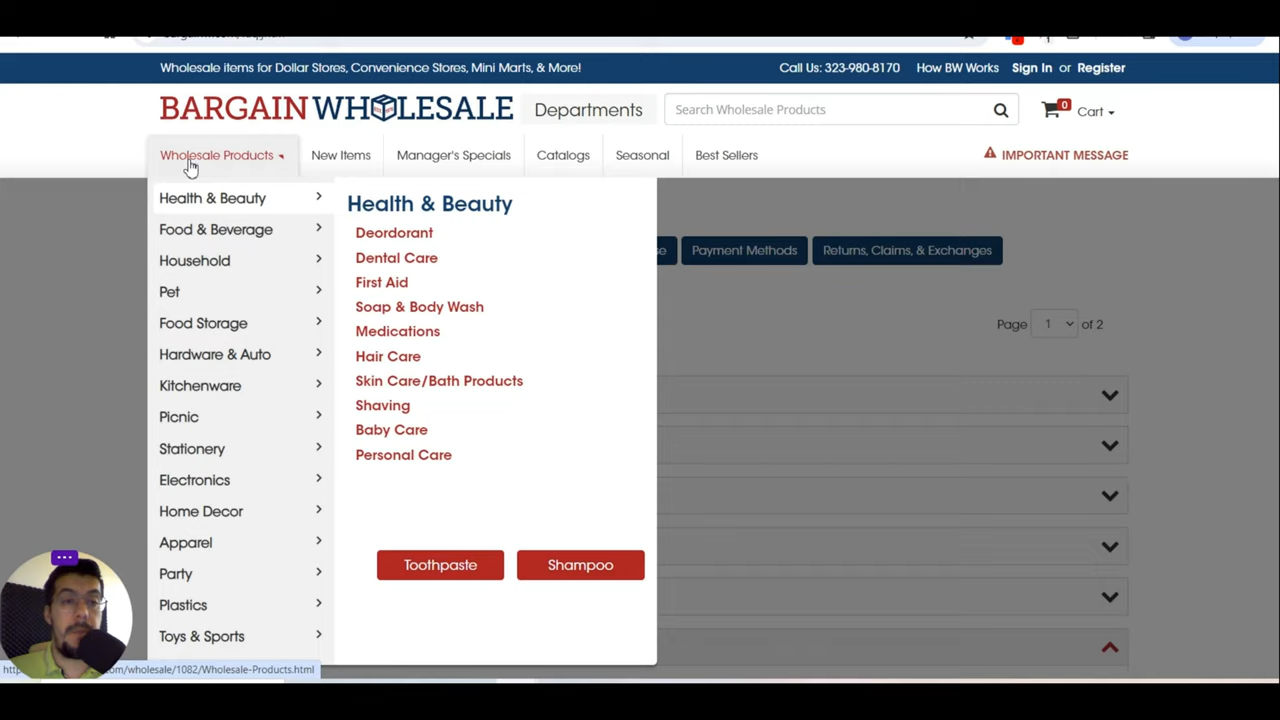 Wholesale items for Dollar Stores, Convenience Stores, Mini Marts, & More! Call Us: 323-980-8170 How BW Works Sign In or Register
BARGAIN WHOLESALE Departments Search Wholesale Products 0 Cart
Wholesale Products New Items Manager's Specials Catalogs Seasonal Best Sellers IMPORTANT MESSAGE
Health & Beauty
Food & Beverage
Household
Pet
Food Storage
Hardware & Auto
Kitchenware
Picnic
Stationery
Electronics
Home Decor
Apparel
Party
Plastics
Toys & Sports
Health & Beauty
Deordorant
Dental Care
First Aid
Soap & Body Wash
Medications
Hair Care
Skin Care/Bath Products
Shaving
Baby Care
Personal Care
Toothpaste Shampoo
Payment Methods Returns, Claims, & Exchanges
Page 1 of 2
com/wholesale/1082/Wholesale-Products.html